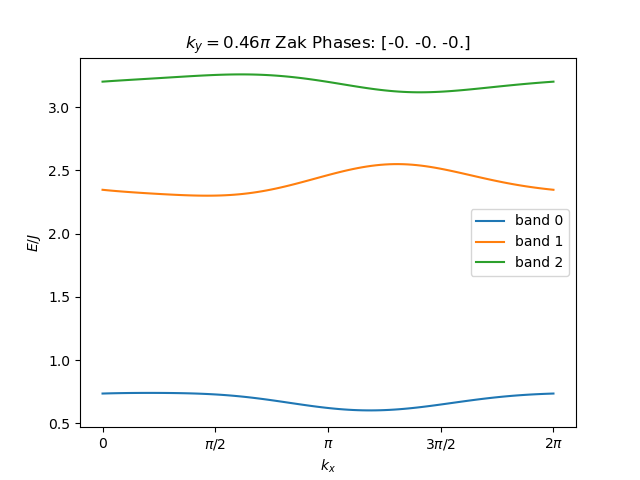 $k_y = 0.46\pi$ Zak Phases: [-0. -0. -0.]
E/J
3.0
2.5
2.0
1.5
1.0
0.5
band 0
band 1
band 2
0
π/2
π
3π/2
2π
$k_x$